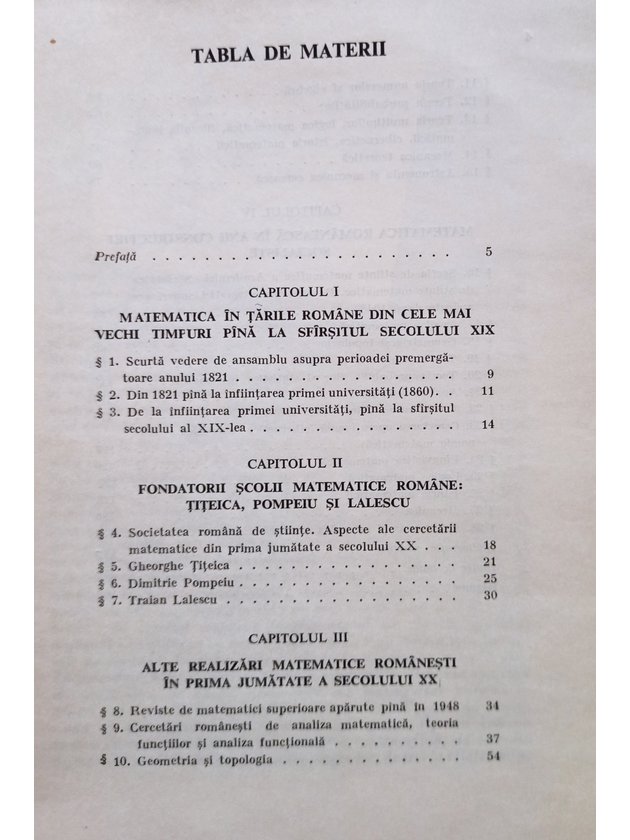 TABLA DE MATERII
Prefață . . . . . . . . . . . . . . . . . . . . . . . 5
CAPITOLUL I
MATEMATICA ÎN ȚĂRILE ROMÂNE DIN CELE MAI
VECHI TIMPURI PÎNĂ LA SFÎRȘITUL SECOLULUI XIX
§ 1. Scurtă vedere de ansamblu asupra perioadei premergă-
toare anului 1821 . . . . . . . . . . . . . . . . . 9
§ 2. Din 1821 pînă la înființarea primei universități (1860) . . 11
§ 3. De la înființarea primei universități, pînă la sfîrșitul
secolului al XIX-lea . . . . . . . . . . . . . . . . 14
CAPITOLUL II
FONDATORII ȘCOLII MATEMATICE ROMÂNE:
ȚIȚEICA, POMPEIU ȘI LALESCU
§ 4. Societatea română de științe. Aspecte ale cercetării
matematice din prima jumătate a secolului XX . . . 18
§ 5. Gheorghe Țițeica . . . . . . . . . . . . . . . . . 21
§ 6. Dimitrie Pompeiu . . . . . . . . . . . . . . . . . 25
§ 7. Traian Lalescu . . . . . . . . . . . . . . . . . . 30
CAPITOLUL III
ALTE REALIZĂRI MATEMATICE ROMÂNEȘTI
ÎN PRIMA JUMĂTATE A SECOLULUI XX
§ 8. Reviste de matematici superioare apărute pînă în 1948 34
§ 9. Cercetări românești de analiza matematică, teoria
funcțiilor și analiza funcțională . . . . . . . . . . 37
§ 10. Geometria și topologia . . . . . . . . . . . . . . 54